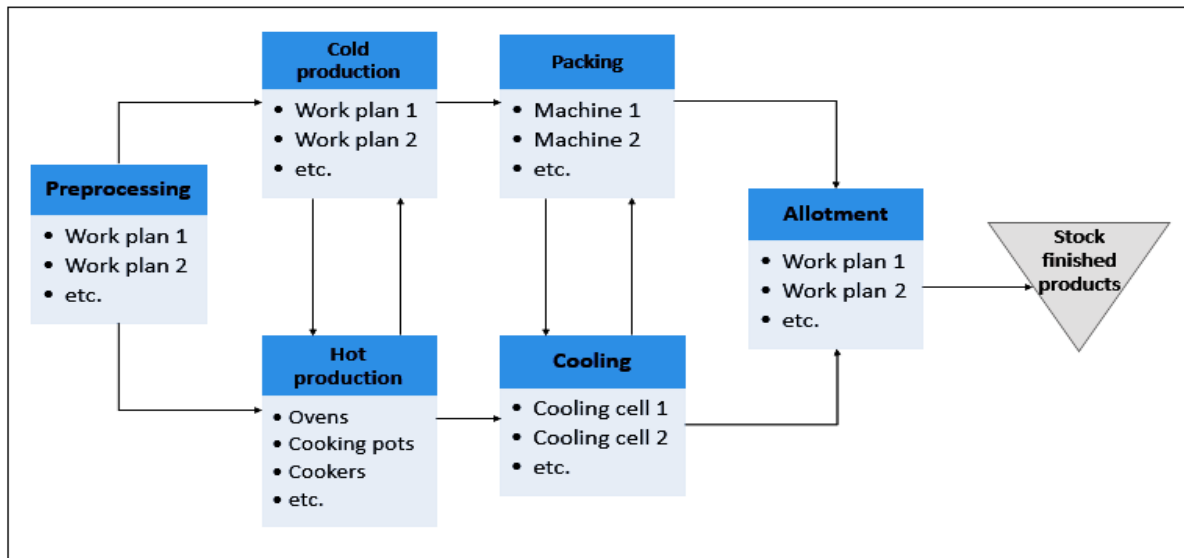 Preprocessing
• Work plan 1
• Work plan 2
• etc.
Cold
production
• Work plan 1
• Work plan 2
• etc.
Hot
production
• Ovens
• Cooking pots
• Cookers
• etc.
Packing
• Machine 1
• Machine 2
• etc.
Cooling
• Cooling cell 1
• Cooling cell 2
• etc.
Allotment
• Work plan 1
• Work plan 2
• etc.
Stock
finished
products